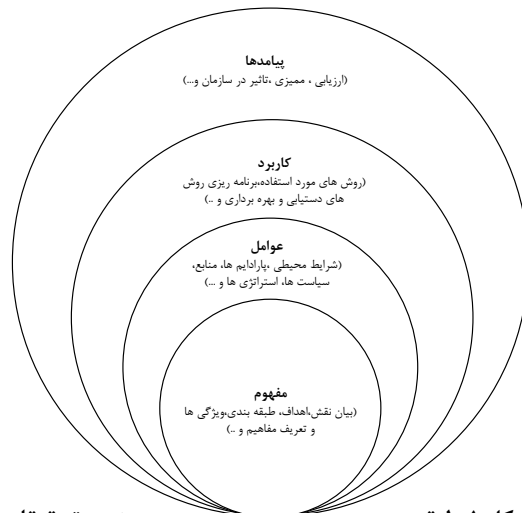 پیامدها
(ارزیابی ، ممیزی ،تاثیر در سازمان و...)
کاربرد
(روش های مورد استفاده،برنامه ریزی روش
های دستیابی و بهره برداری و ..)
عوامل
(شرایط محیطی ،پارادایم ها، منابع،
سیاست ها، استراتژی ها و ...)
مفهوم
(بیان نقش،اهداف، طبقه بندی،ویژگی ها
و تعریف مفاهیم و ..)